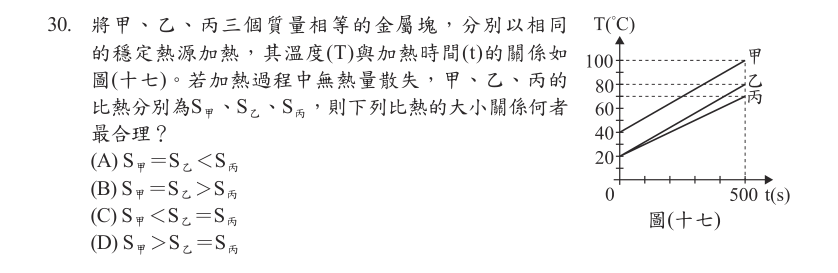 30. 將甲、乙、丙三個質量相等的金屬塊，分別以相同
的穩定熱源加熱，其溫度(T)與加熱時間(t)的關係如
圖(十七)。若加熱過程中無熱量散失，甲、乙、丙的
比熱分別為S甲、S乙、S丙，則下列比熱的大小關係何者
最合理？
(A) S甲＝S乙＜S丙
(B) S甲＝S乙＞S丙
(C) S甲＜S乙＝S丙
(D) S甲＞S乙＝S丙
T(℃)
100
80
60
40
20
0
甲
乙
丙
500 t(s)
圖(十七)